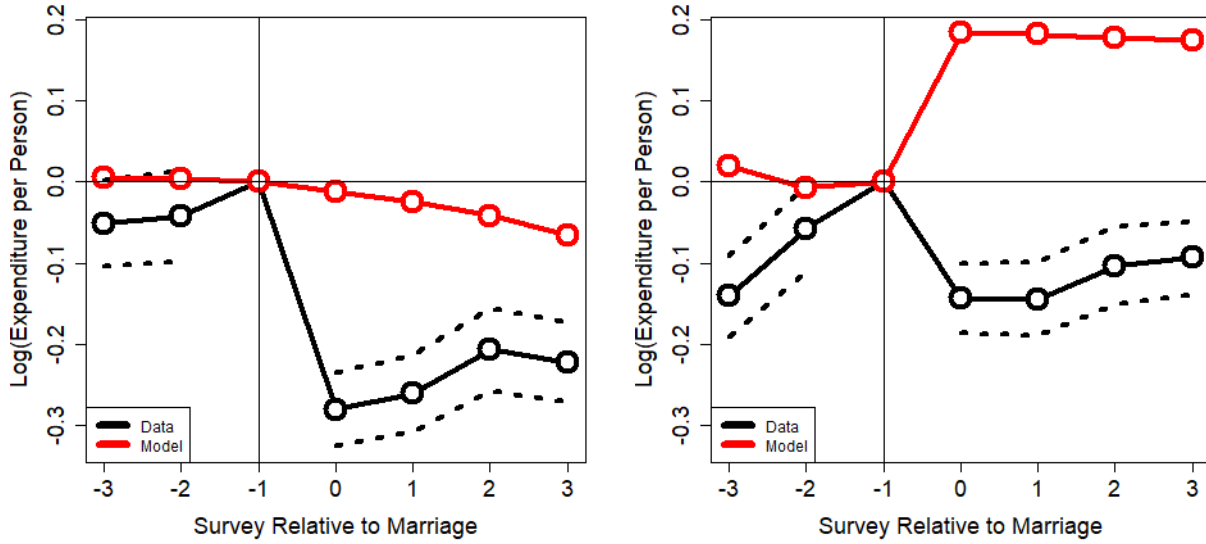 Log(Expenditure per Person)
0.2
0.1
0.0
-0.1
-0.2
-0.3
Data
Model
-3 -2 -1 0 1 2 3
Survey Relative to Marriage
Log(Expenditure per Person)
0.2
0.1
0.0
-0.1
-0.2
-0.3
Data
Model
-3 -2 -1 0 1 2 3
Survey Relative to Marriage